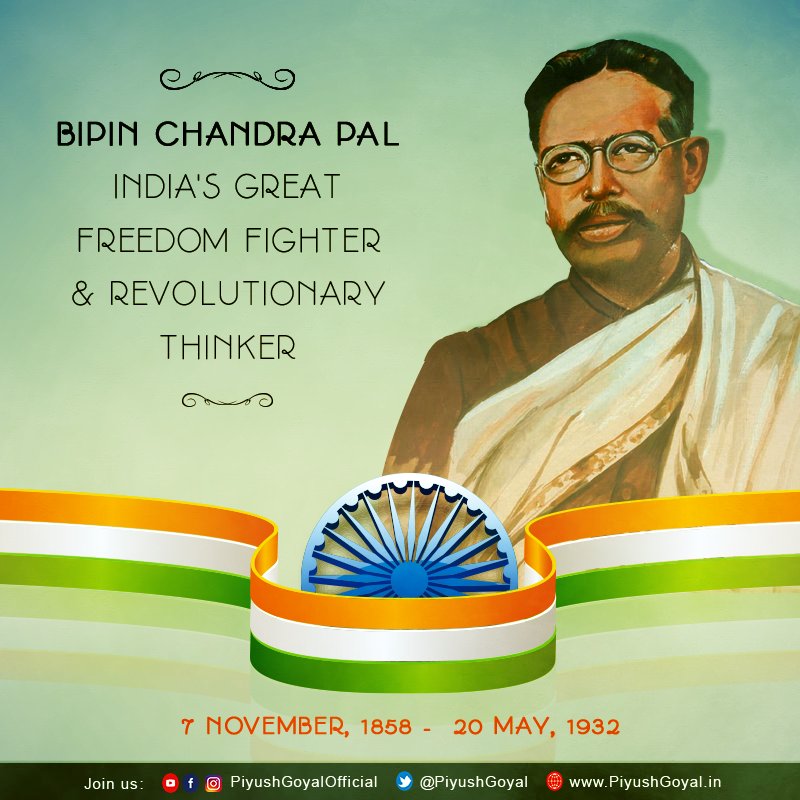 BIPIN CHANDRA PAL
INDIA'S GREAT
FREEDOM FIGHTER
& REVOLUTIONARY
THINKER
7 NOVEMBER, 1858 - 20 MAY, 1932
Join us: PiyushGoyalOfficial @PiyushGoyal www.PiyushGoyal.in